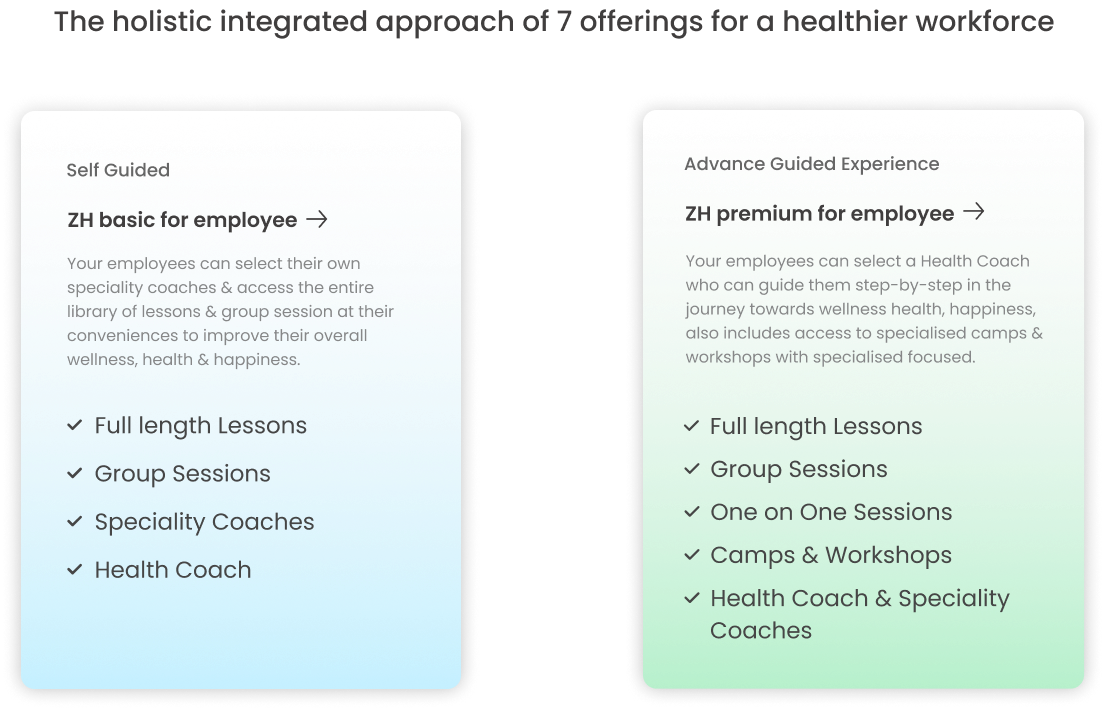 The holistic integrated approach of 7 offerings for a healthier workforce
Self Guided
ZH basic for employee
Your employees can select their own
speciality coaches & access the entire
library of lessons & group session at their
conveniences to improve their overall
wellness, health & happiness.
Full length Lessons
Group Sessions
Speciality Coaches
Health Coach
Advance Guided Experience
ZH premium for employee
Your employees can select a Health Coach
who can guide them step-by-step in the
journey towards wellness health, happiness,
also includes access to specialised camps &
workshops with specialised focused.
Full length Lessons
Group Sessions
One on One Sessions
Camps & Workshops
Health Coach & Speciality
Coaches